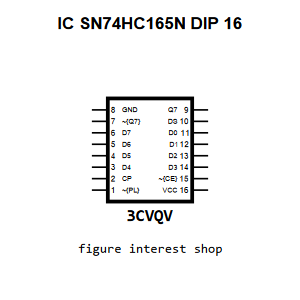 IC SN74HC165N DIP 16
8 GND Q7 9
7 ~{Q7} DS 10
6 D7 D0 11
5 D6 D1 12
4 D5 D2 13
3 D4 D3 14
2 CP ~{CE} 15
1 ~{PL} VCC 16
3CVQV
figure interest shop